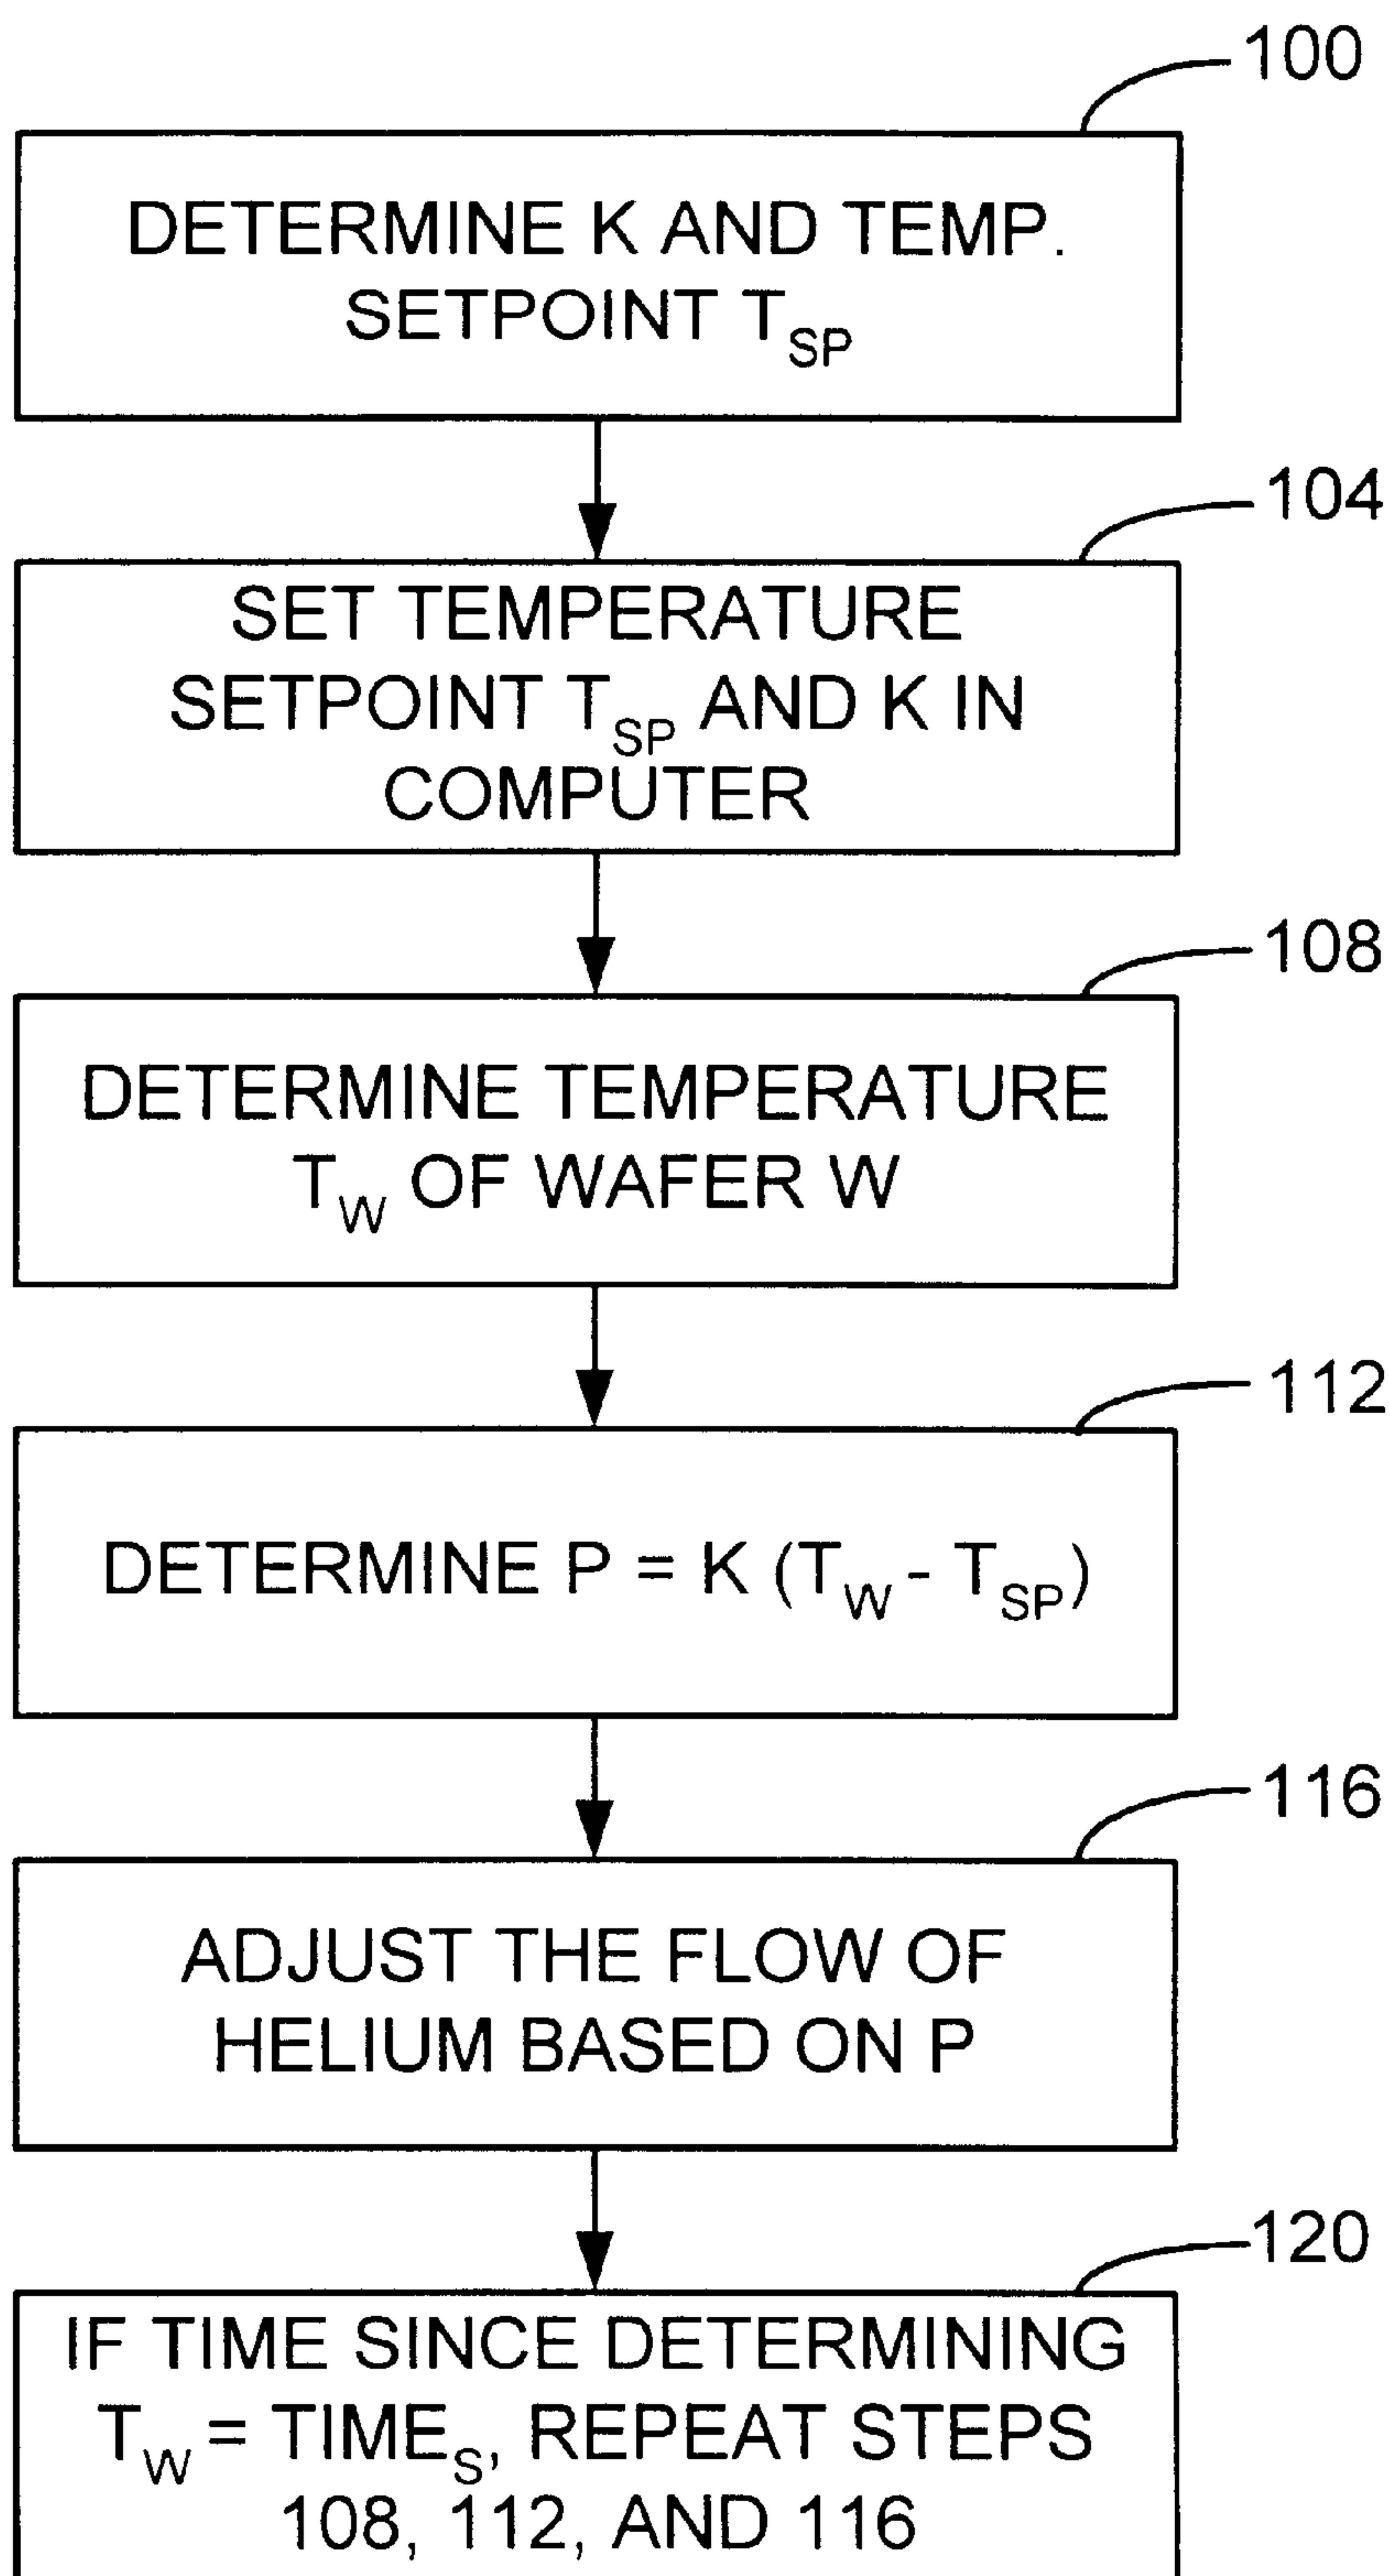 100
DETERMINE K AND TEMP.
SETPOINT T_SP
104
SET TEMPERATURE
SETPOINT T_SP AND K IN
COMPUTER
108
DETERMINE TEMPERATURE
T_W OF WAFER W
112
DETERMINE P = K (T_W - T_SP)
116
ADJUST THE FLOW OF
HELIUM BASED ON P
120
IF TIME SINCE DETERMINING
T_W = TIME_S, REPEAT STEPS
108, 112, AND 116